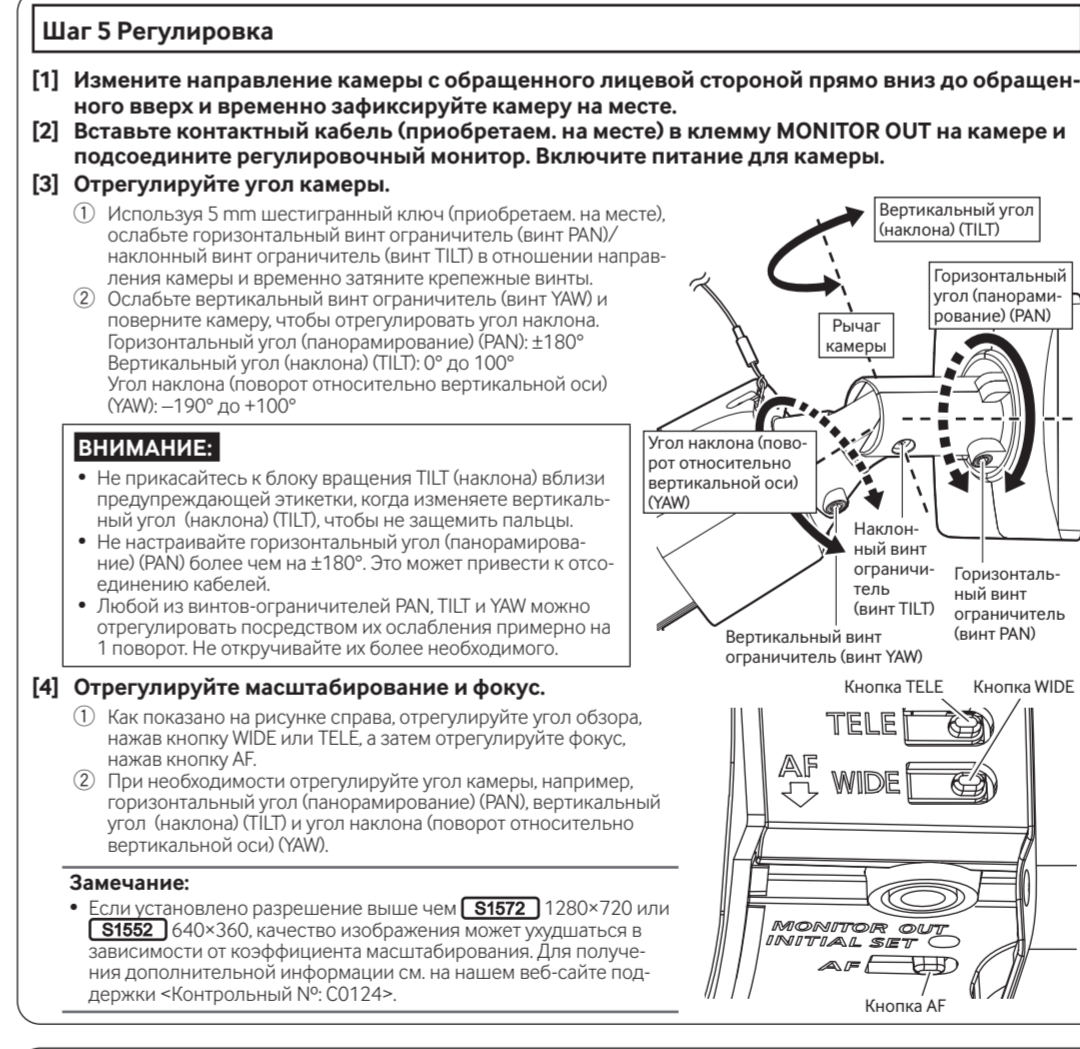 Шаг 5 Регулировка
[1] Измените направление камеры с обращенного лицевой стороной прямо вниз до обращен-
ного вверх и временно зафиксируйте камеру на месте.
[2] Вставьте контактный кабель (приобретаем. на месте) в клемму MONITOR OUT на камере и
подсоедините регулировочный монитор. Включите питание для камеры.
[3] Отрегулируйте угол камеры.
① Используя 5 mm шестигранный ключ (приобретаем. на месте),
ослабьте горизонтальный винт ограничитель (винт PAN)/
наклонный винт ограничитель (винт TILT) в отношении направ-
ления камеры и временно затяните крепежные винты.
② Ослабьте вертикальный винт ограничитель (винт YAW) и
поверните камеру, чтобы отрегулировать угол наклона.
Горизонтальный угол (панорамирование) (PAN): ±180°
Вертикальный угол (наклона) (TILT): 0° до 100°
Угол наклона (поворот относительно вертикальной оси)
(YAW): –190° до +100°
ВНИМАНИЕ:
• Не прикасайтесь к блоку вращения TILT (наклона) вблизи
предупреждающей этикетки, когда изменяете вертикаль-
ный угол (наклона) (TILT), чтобы не защемить пальцы.
• Не настраивайте горизонтальный угол (панорамирова-
ние) (PAN) более чем на ±180°. Это может привести к отсо-
единению кабелей.
• Любой из винтов-ограничителей PAN, TILT и YAW можно
отрегулировать посредством их ослабления примерно на
1 поворот. Не откручивайте их более необходимого.
Вертикальный угол
(наклона) (TILT)
Горизонтальный
угол (панорами-
рование) (PAN)
Рычаг
камеры
Угол наклона (пово-
рот относительно
вертикальной оси)
(YAW)
Наклон-
ный винт
ограничи-
тель
(винт TILT)
Горизонталь-
ный винт
ограничитель
(винт PAN)
Вертикальный винт
ограничитель (винт YAW)
[4] Отрегулируйте масштабирование и фокус.
① Как показано на рисунке справа, отрегулируйте угол обзора,
нажав кнопку WIDE или TELE, а затем отрегулируйте фокус,
нажав кнопку AF.
② При необходимости отрегулируйте угол камеры, например,
горизонтальный угол (панорамирование) (PAN), вертикальный
угол (наклона) (TILT) и угол наклона (поворот относительно
вертикальной оси) (YAW).
Замечание:
• Если установлено разрешение выше чем S1572 1280×720 или
S1552 640×360, качество изображения может ухудшаться в
зависимости от коэффициента масштабирования. Для получе-
ния дополнительной информации см. на нашем веб-сайте под-
держки <Контрольный №: C0124>.
Кнопка TELE Кнопка WIDE
TELE
AF
WIDE
MONITOR OUT
INITIAL SET
AF
Кнопка AF